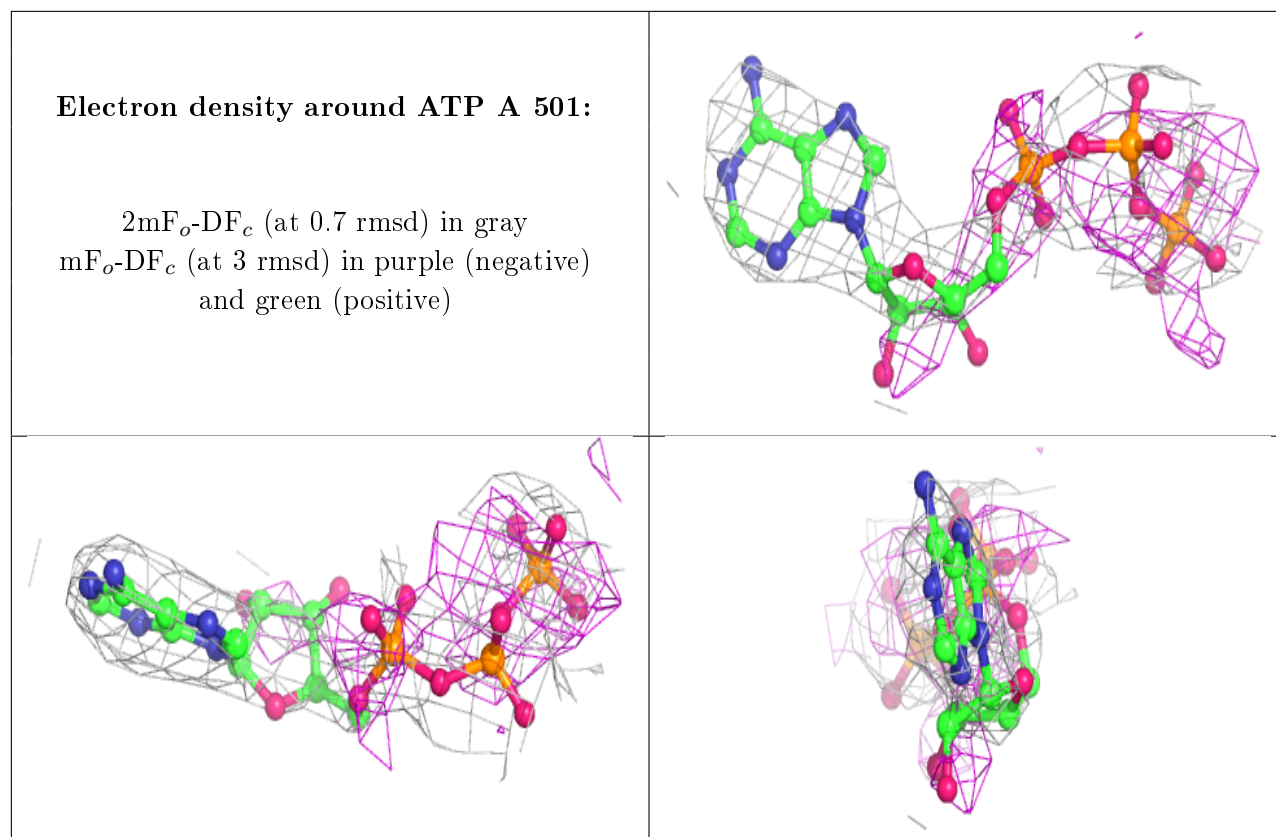 Electron density around ATP A 501:
2mFo-DFc (at 0.7 rmsd) in gray
mFo-DFc (at 3 rmsd) in purple (negative)
and green (positive)